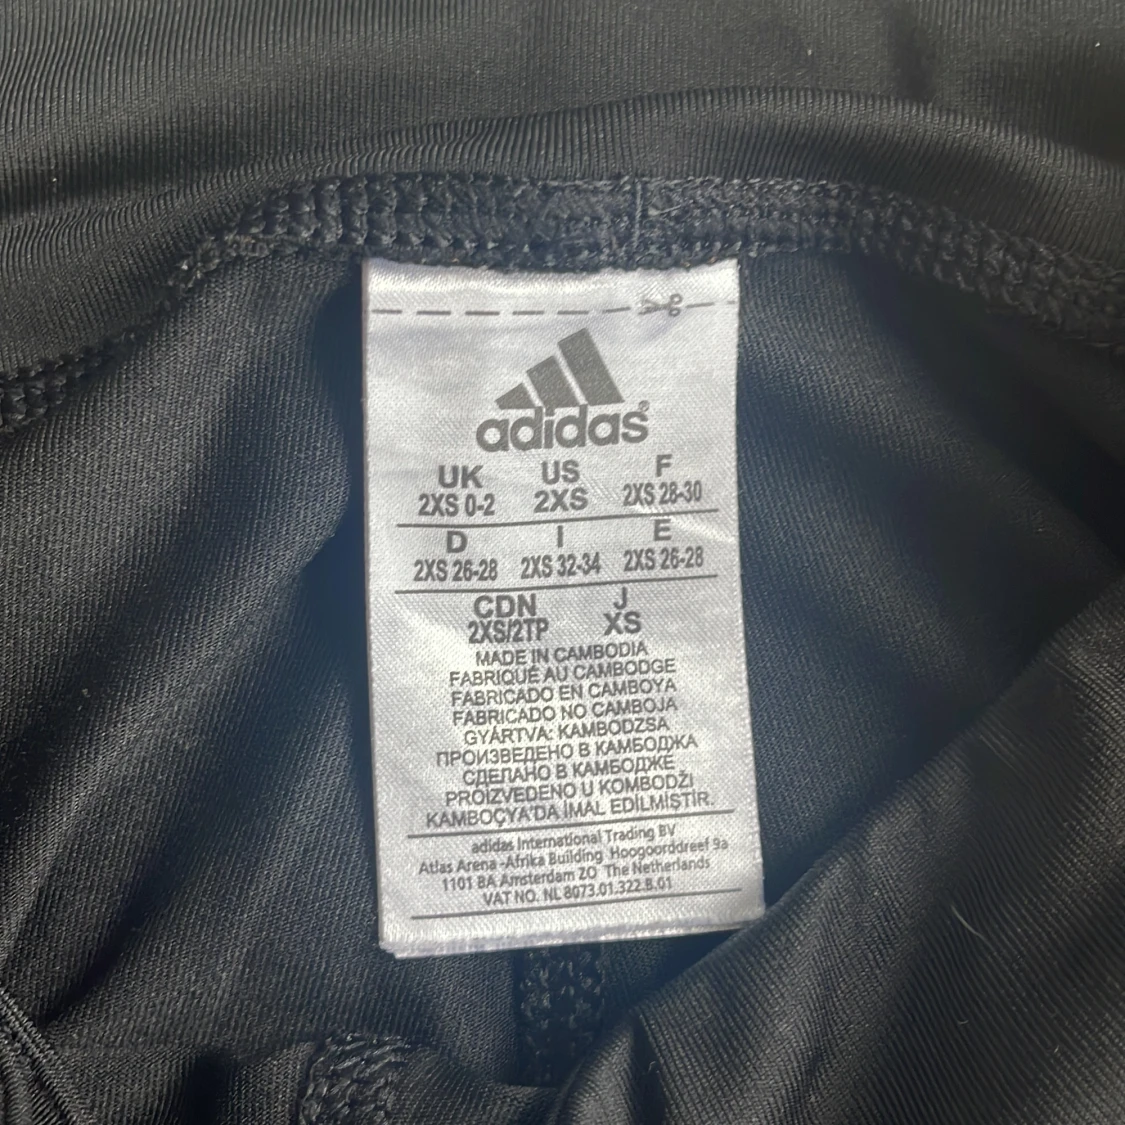 adidas®
UK US F
2XS 0-2 2XS 2XS 28-30
D I E
2XS 26-28 2XS 32-34 2XS 26-28
CDN J
2XS/2TP XS
MADE IN CAMBODIA
FABRIQUÉ AU CAMBODGE
FABRICADO EN CAMBOYA
FABRICADO NO CAMBOJA
GYÁRTVA: KAMBODZSA
ПРОИЗВЕДЕНО В КАМБОДЖА
СДЕЛАНО В КАМБОДЖЕ
PROIZVEDENO U KOMBODŽI
KAMBOÇYA'DA İMAL EDİLMİŞTİR.
adidas International Trading BV
Atlas Arena -Afrika Building Hoogoorddreef 9a
1101 BA Amsterdam ZO The Netherlands
VAT NO. NL 8073.01.322.B.01